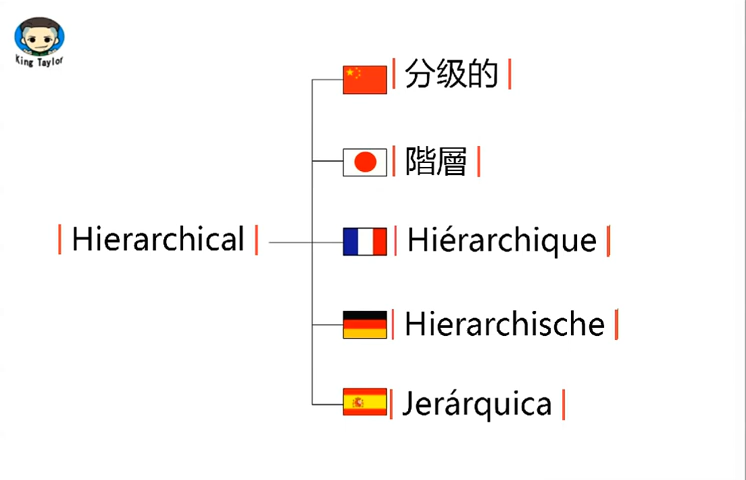 King Taylor
分级的
階層
Hierarchical
Hiérarchique
Hierarchische
Jerárquica